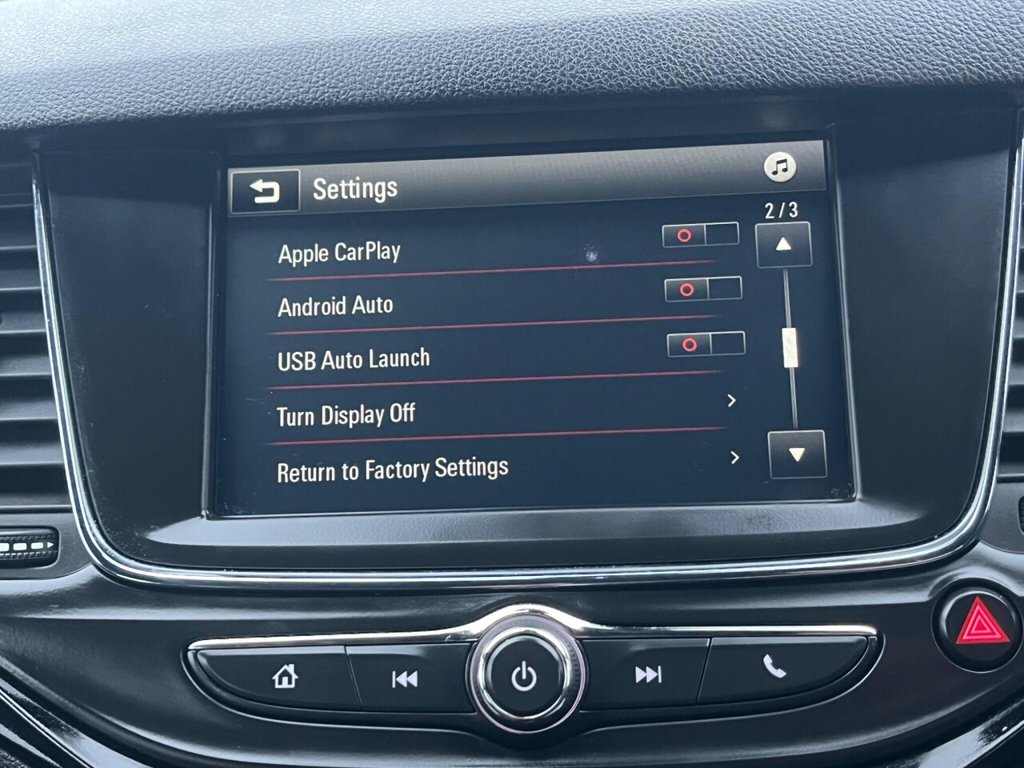 Settings
2/3
Apple CarPlay
Android Auto
USB Auto Launch
Turn Display Off
Return to Factory Settings